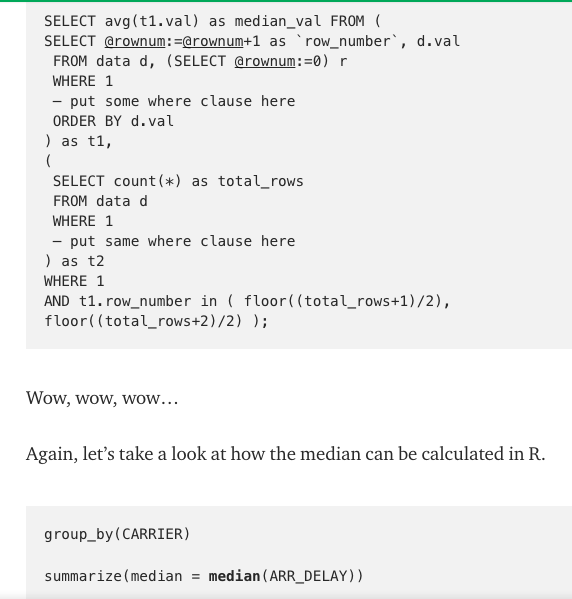 SELECT avg(t1.val) as median_val FROM (
SELECT @rownum:=@rownum+1 as `row_number`, d.val
FROM data d, (SELECT @rownum:=0) r
WHERE 1
— put some where clause here
ORDER BY d.val
) as t1,
(
SELECT count(*) as total_rows
FROM data d
WHERE 1
— put same where clause here
) as t2
WHERE 1
AND t1.row_number in ( floor((total_rows+1)/2),
floor((total_rows+2)/2) );
Wow, wow, wow…
Again, let’s take a look at how the median can be calculated in R.
group_by(CARRIER)
summarize(median = median(ARR_DELAY))